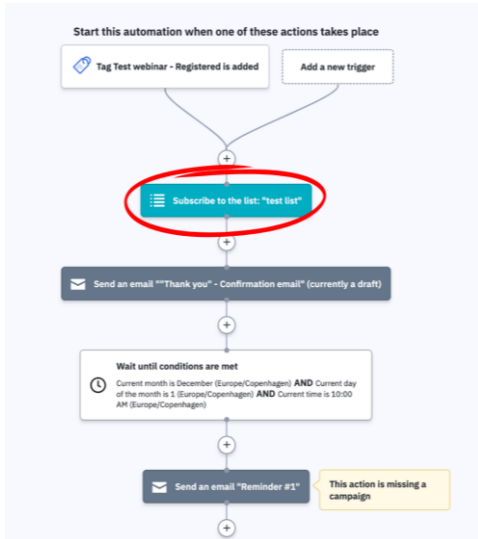 Start this automation when one of these actions takes place
Tag Test webinar - Registered is added
Add a new trigger
Subscribe to the list: "test list"
Send an email ""Thank you" - Confirmation email" (currently a draft)
Wait until conditions are met
Current month is December (Europe/Copenhagen) AND Current day
of the month is 1 (Europe/Copenhagen) AND Current time is 10:00
AM (Europe/Copenhagen)
Send an email "Reminder #1"
This action is missing a
campaign